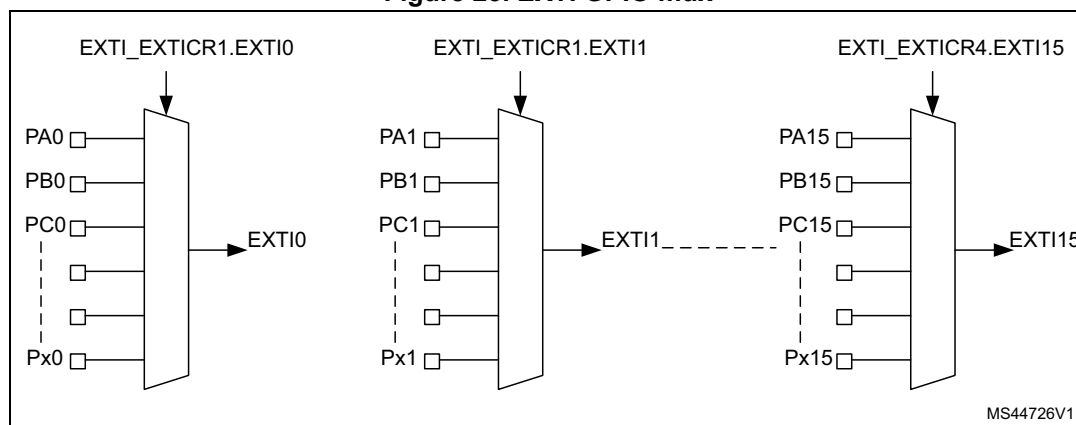 EXTI_EXTICR1.EXTI0 EXTI_EXTICR1.EXTI1 EXTI_EXTICR4.EXTI15
PA0 PA1 PA15
PB0 PB1 PB15
PC0 PC1 PC15
EXTI0 EXTI1 EXTI15
Px0 Px1 Px15
MS44726V1